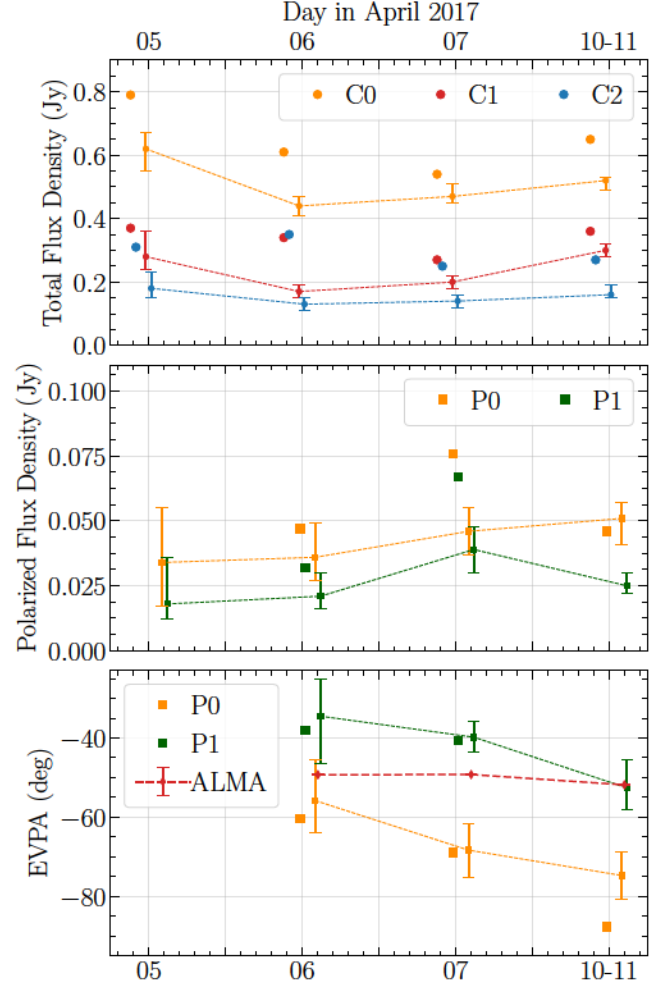 Day in April 2017
05 06 07 10-11
C0 C1 C2
Total Flux Density (Jy)
0.8
0.6
0.4
0.2
0.0
P0 P1
Polarized Flux Density (Jy)
0.100
0.075
0.050
0.025
0.000
P0
P1
ALMA
EVPA (deg)
−40
−60
−80
05 06 07 10-11